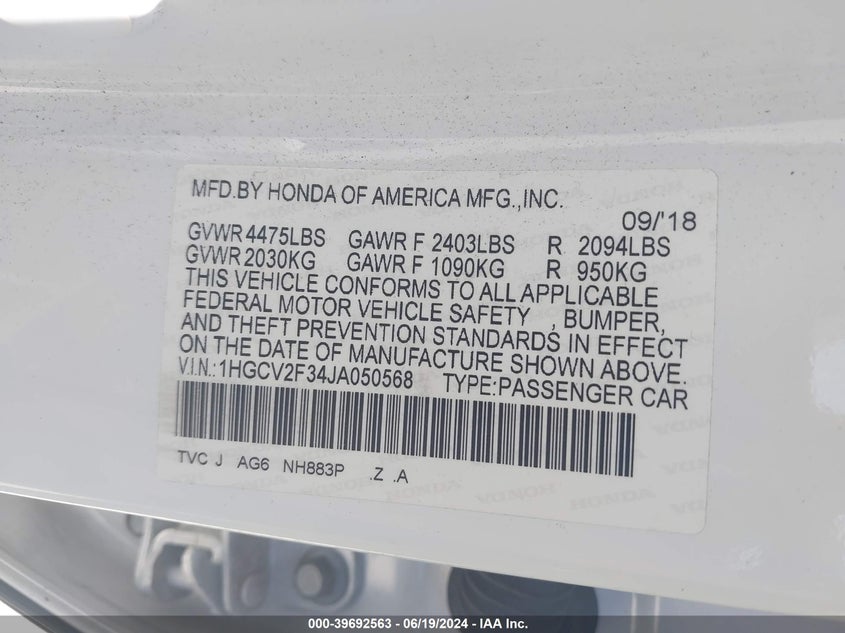 MFD.BY HONDA OF AMERICA MFG.,INC.
09/'18
GVWR 4475LBS GAWR F 2403LBS R 2094LBS
GVWR 2030KG GAWR F 1090KG R 950KG
THIS VEHICLE CONFORMS TO ALL APPLICABLE
FEDERAL MOTOR VEHICLE SAFETY , BUMPER,
AND THEFT PREVENTION STANDARDS IN EFFECT
ON THE DATE OF MANUFACTURE SHOWN ABOVE.
V.I.N.:1HGCV2F34JA050568 TYPE:PASSENGER CAR
TVC J AG6 NH883P .Z .A
HONDA HONDA
000-39692563 / 06/19/2024 - IAA Inc.